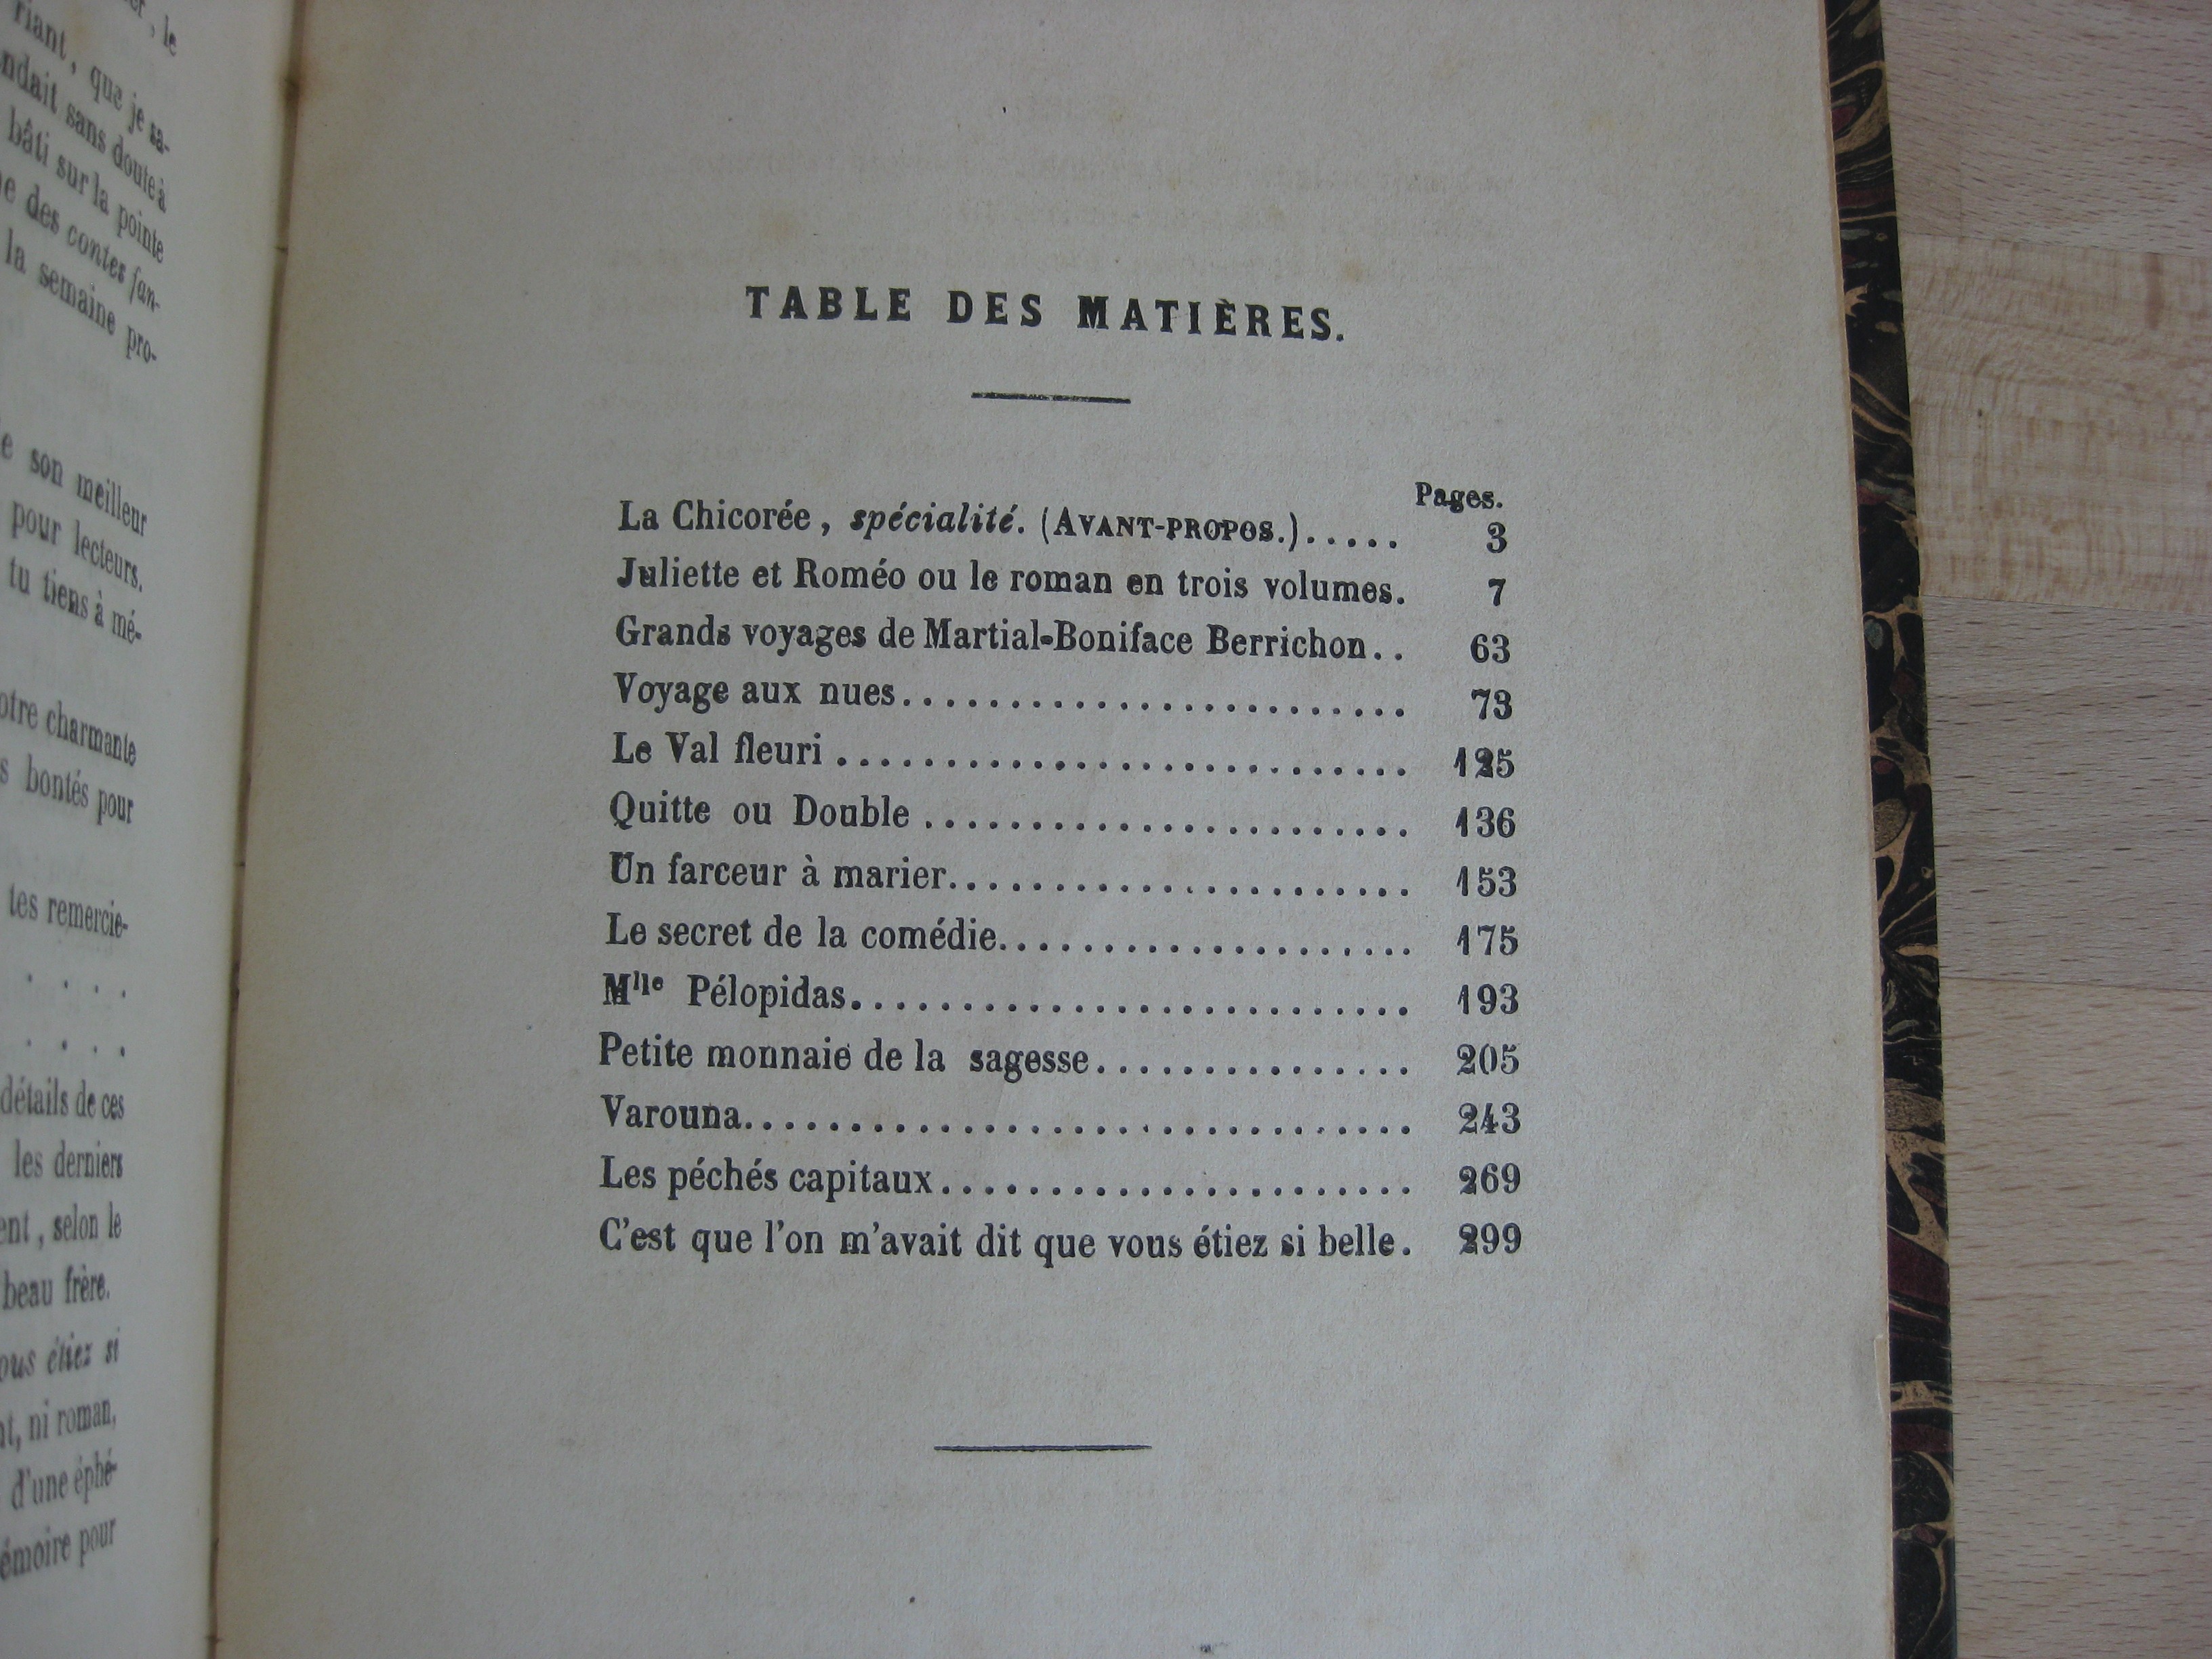 , le
riant, que je sa-
ndait sans doute à
bâti sur la pointe
des contes fan-
la semaine pro-
son meilleur
pour lecteurs.
tu tiens à mé-
otre charmante
bontés pour
tes remercie-
. . . .
. . . .
détails de ces
les derniers
ent, selon le
beau frère.
ous étiez si
nt, ni roman,
d'une éphé-
émoire pour
TABLE DES MATIÈRES.
Pages.
La Chicorée, spécialité. (AVANT-PROPOS.)..... 3
Juliette et Roméo ou le roman en trois volumes. 7
Grands voyages de Martial-Boniface Berrichon.. 63
Voyage aux nues........................ 73
Le Val fleuri ........................... 125
Quitte ou Double ....................... 136
Un farceur à marier...................... 153
Le secret de la comédie.................... 175
Mlle Pélopidas........................... 193
Petite monnaie de la sagesse............... 205
Varouna................................ 243
Les péchés capitaux....................... 269
C'est que l'on m'avait dit que vous étiez si belle. 299